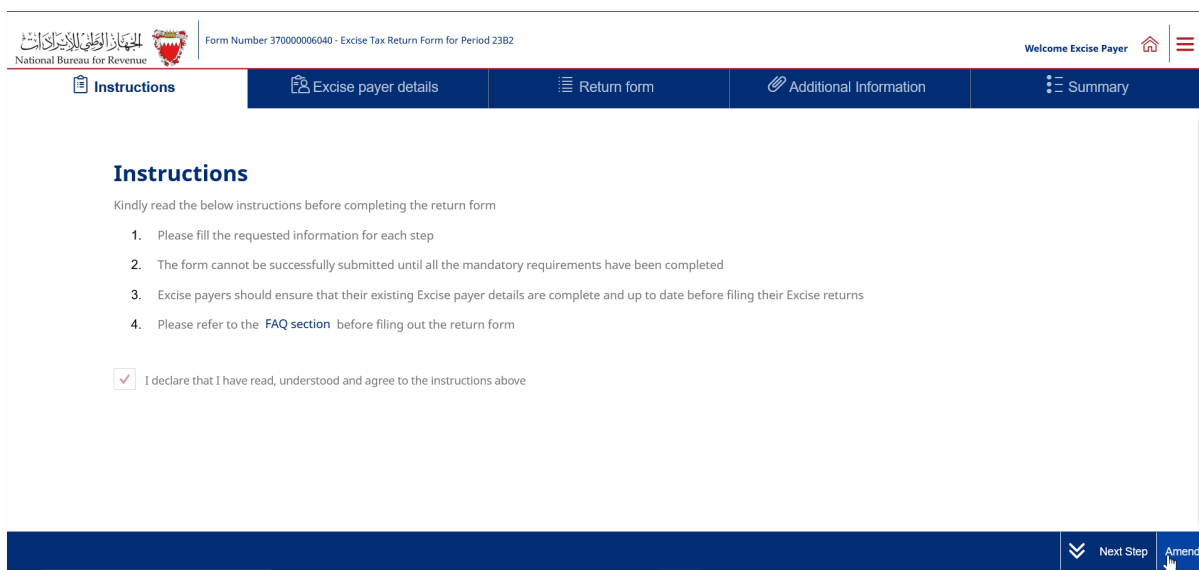 الجهاز الوطني للإيرادات
National Bureau for Revenue
Form Number 370000006040 - Excise Tax Return Form for Period 23B2
Welcome Excise Payer
Instructions
Excise payer details
Return form
Additional Information
Summary
Instructions
Kindly read the below instructions before completing the return form
1. Please fill the requested information for each step
2. The form cannot be successfully submitted until all the mandatory requirements have been completed
3. Excise payers should ensure that their existing Excise payer details are complete and up to date before filing their Excise returns
4. Please refer to the FAQ section before filing out the return form
I declare that I have read, understood and agree to the instructions above
Next Step
Amend